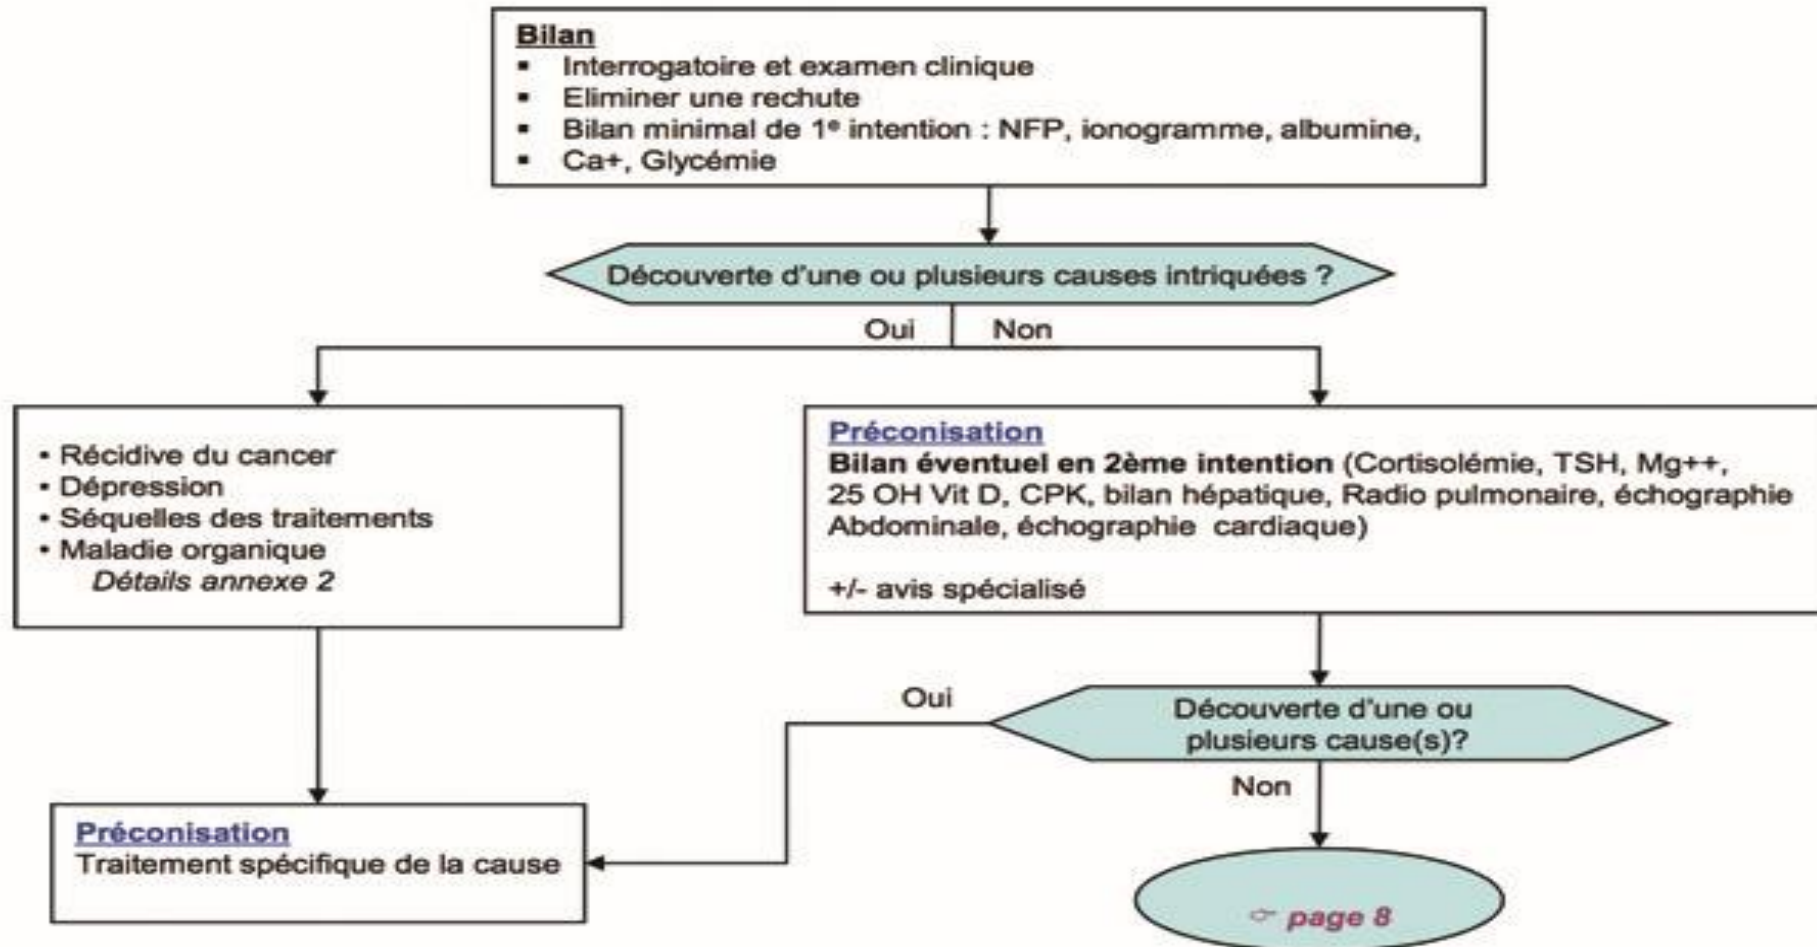 Bilan
▪ Interrogatoire et examen clinique
▪ Eliminer une rechute
▪ Bilan minimal de 1e intention : NFP, ionogramme, albumine,
▪ Ca+, Glycémie
Découverte d'une ou plusieurs causes intriquées ?
Oui
Non
• Récidive du cancer
• Dépression
• Séquelles des traitements
• Maladie organique
Détails annexe 2
Préconisation
Bilan éventuel en 2ème intention (Cortisolémie, TSH, Mg++,
25 OH Vit D, CPK, bilan hépatique, Radio pulmonaire, échographie
Abdominale, échographie cardiaque)
+/- avis spécialisé
Découverte d'une ou
plusieurs cause(s)?
Oui
Non
Préconisation
Traitement spécifique de la cause
☞ page 8